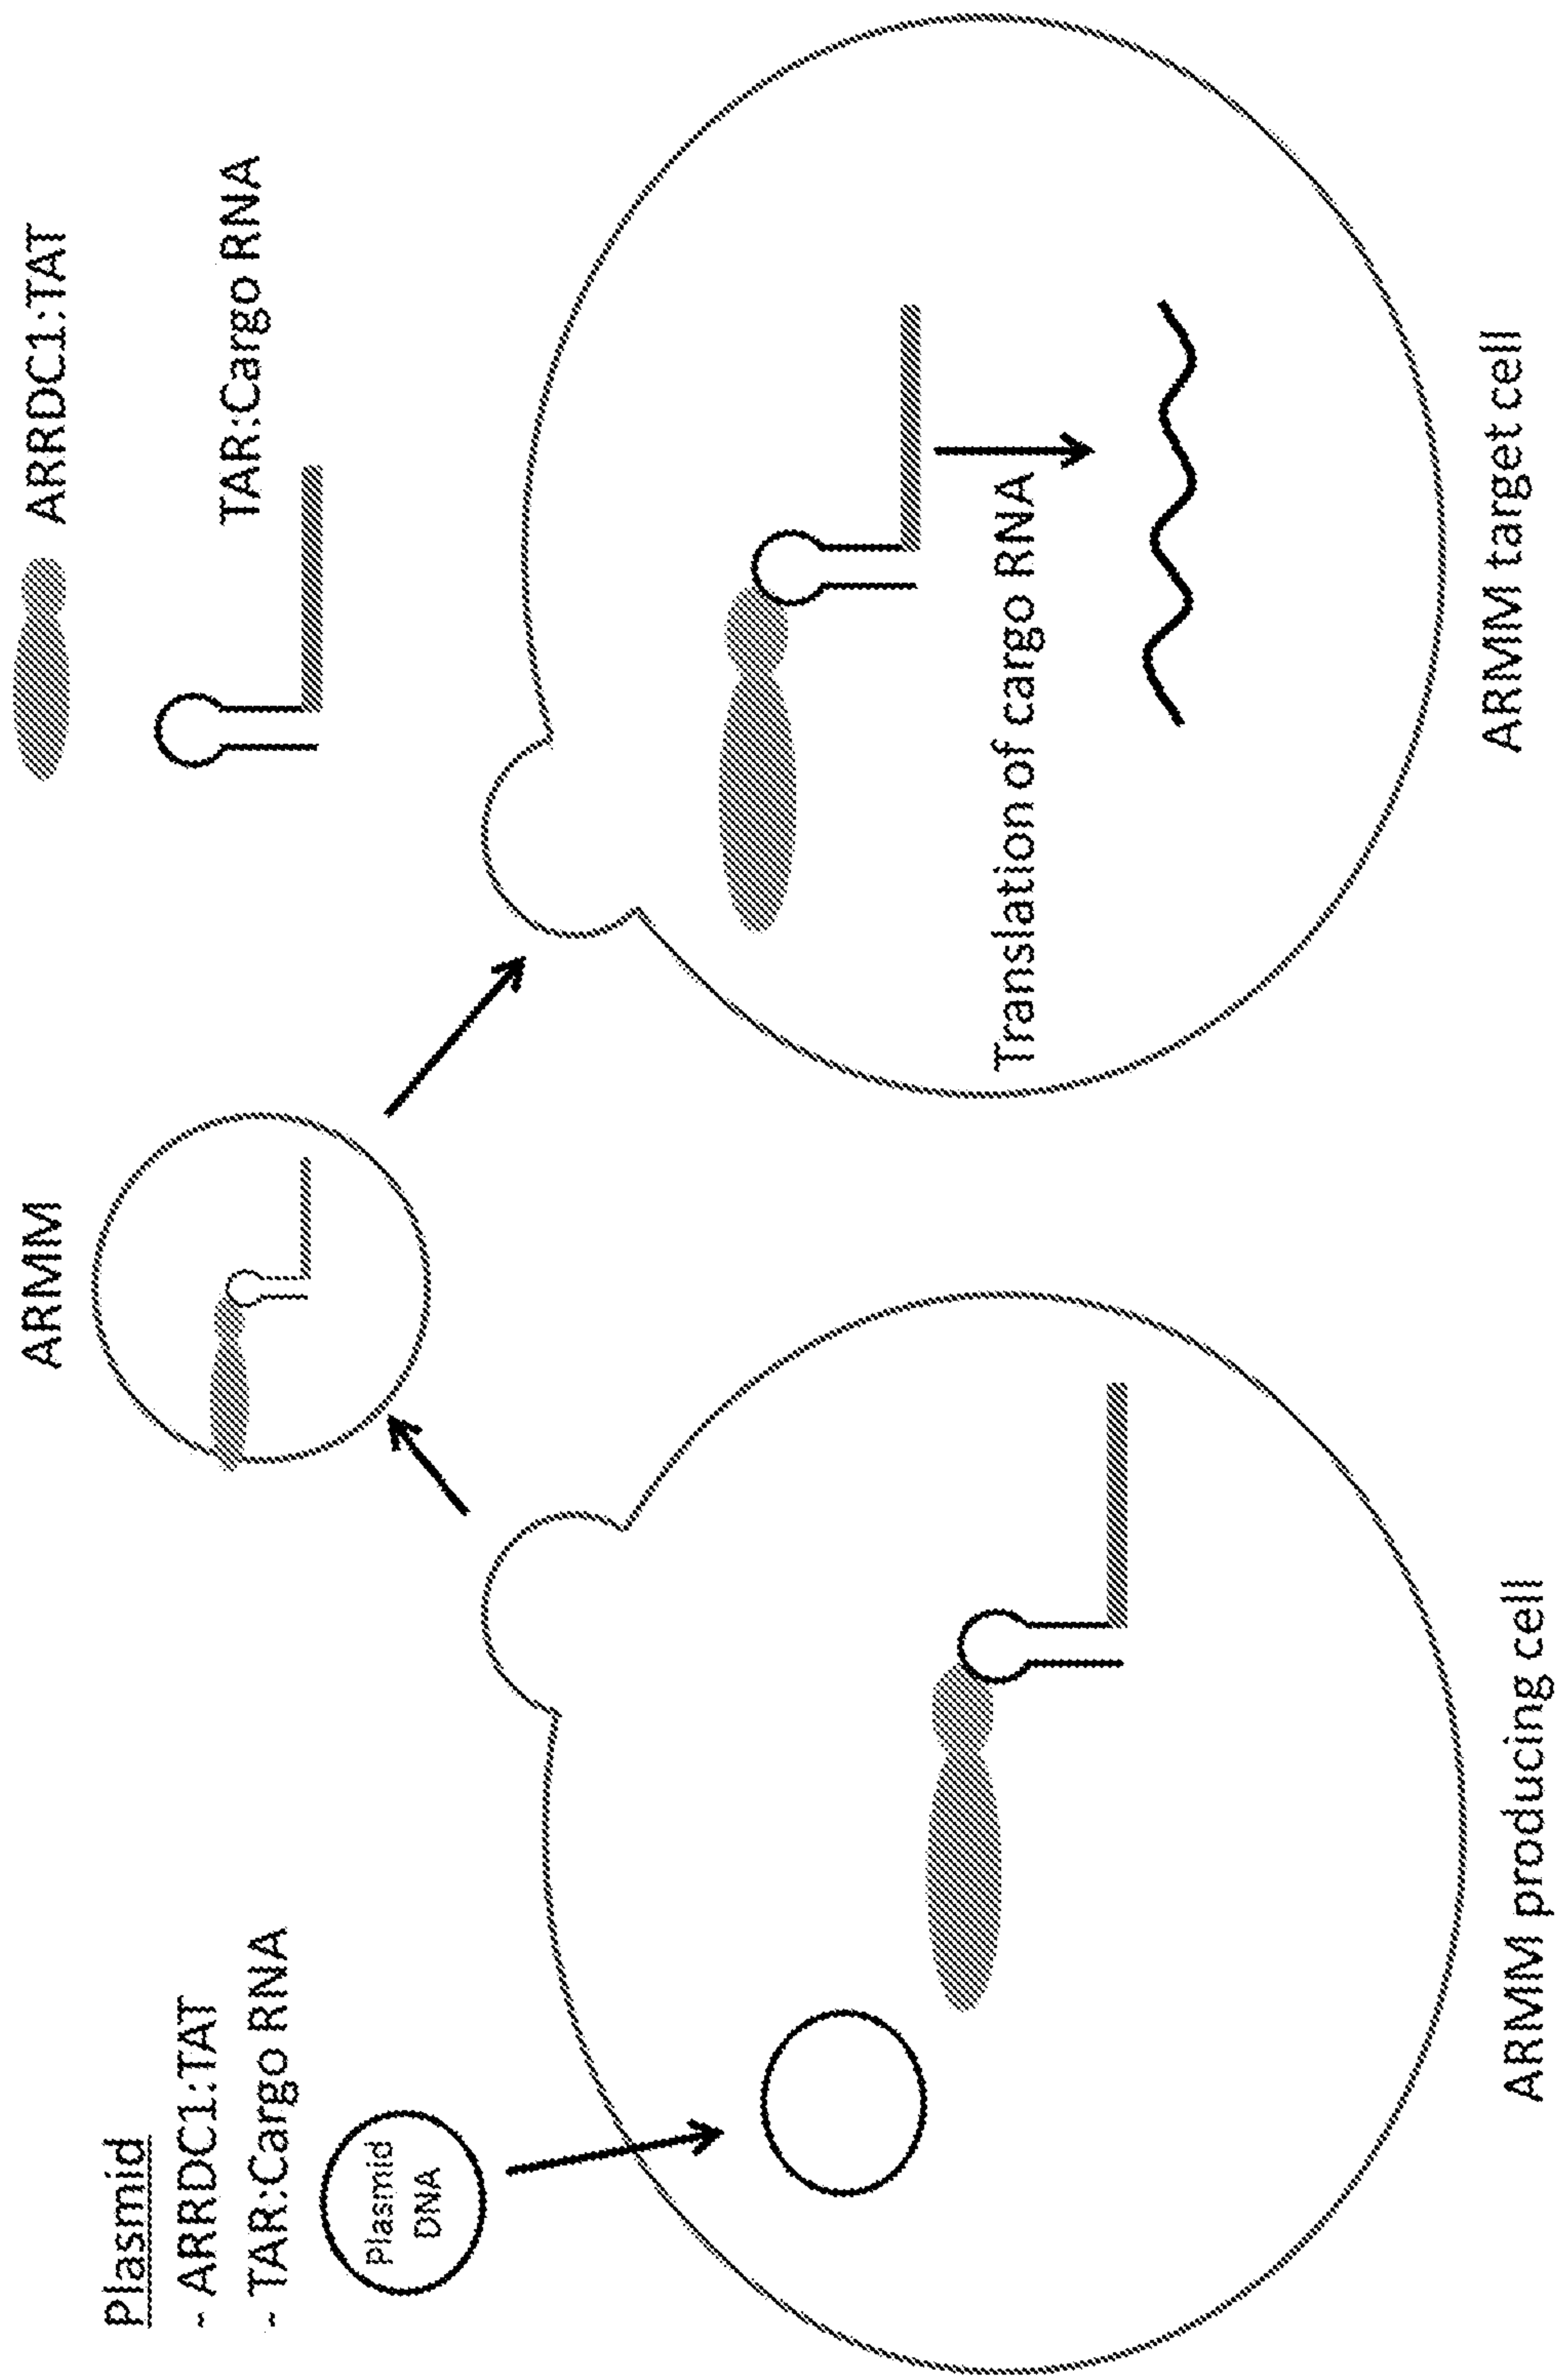 Plasmid
- ARRDC1:TAT
- TAR:Cargo RNA
Plasmid
DNA
ARMM
ARRDC1:TAT
TAR:Cargo RNA
Translation of cargo RNA
ARMM producing cell
ARMM target cell